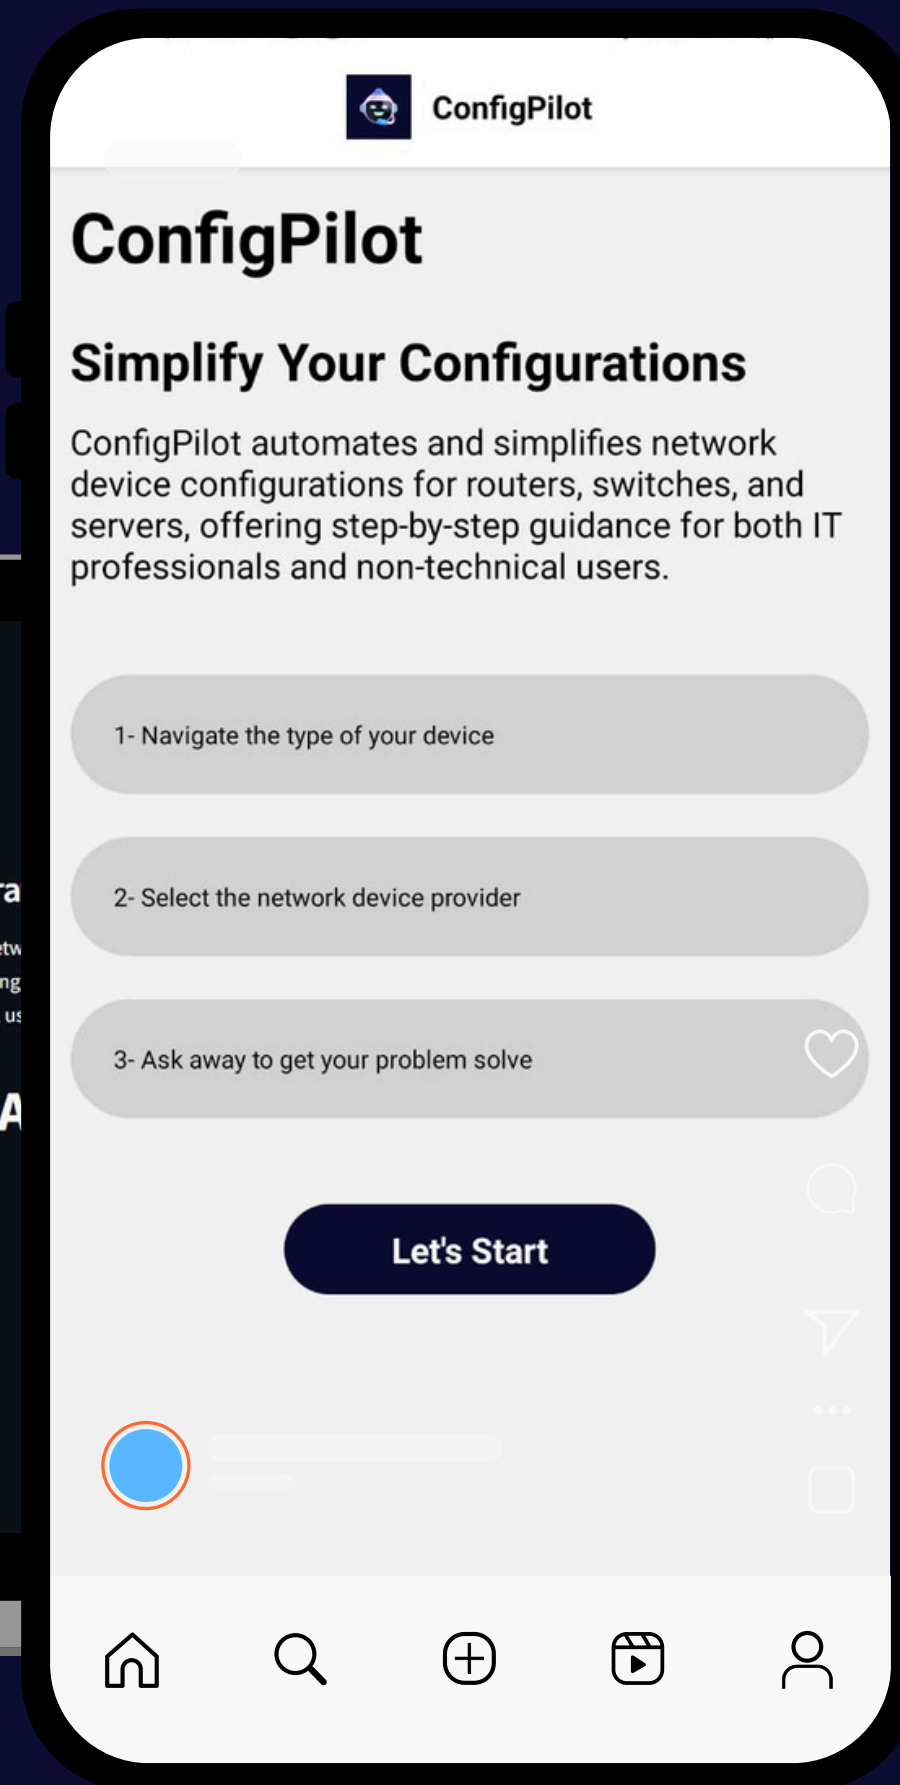 ConfigPilot
ConfigPilot
Simplify Your Configurations
ConfigPilot automates and simplifies network
device configurations for routers, switches, and
servers, offering step-by-step guidance for both IT
professionals and non-technical users.
1- Navigate the type of your device
2- Select the network device provider
3- Ask away to get your problem solve
Let's Start